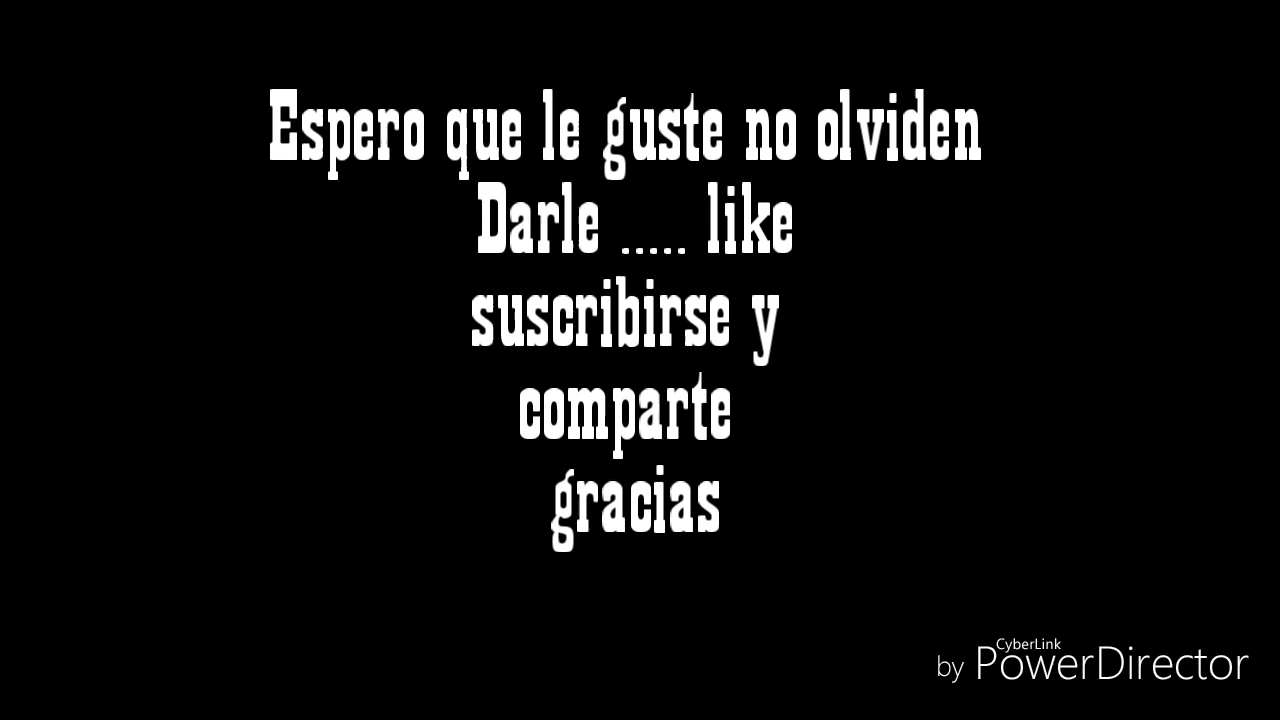 Espero que le guste no olviden
Darle ..... like
suscribirse y
comparte
gracias
CyberLink
by PowerDirector